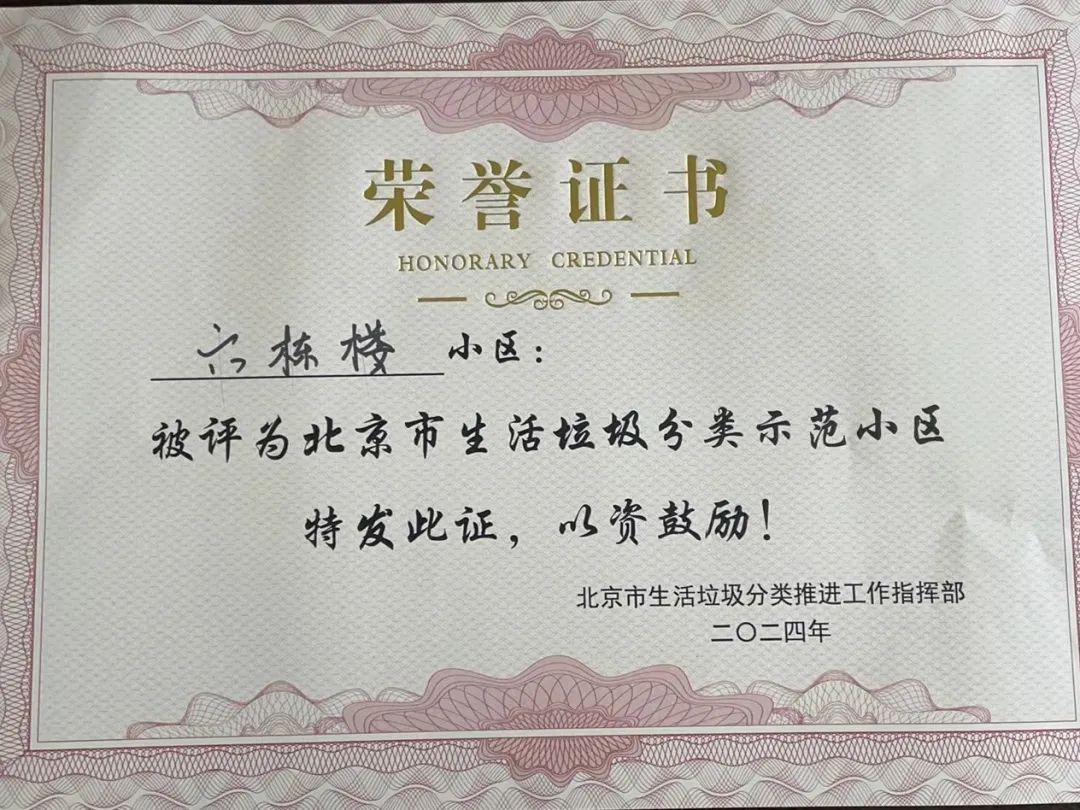 荣誉证书
HONORARY CREDENTIAL
六栋楼小区：
被评为北京市生活垃圾分类示范小区
特发此证，以资鼓励！
北京市生活垃圾分类推进工作指挥部
二〇二四年